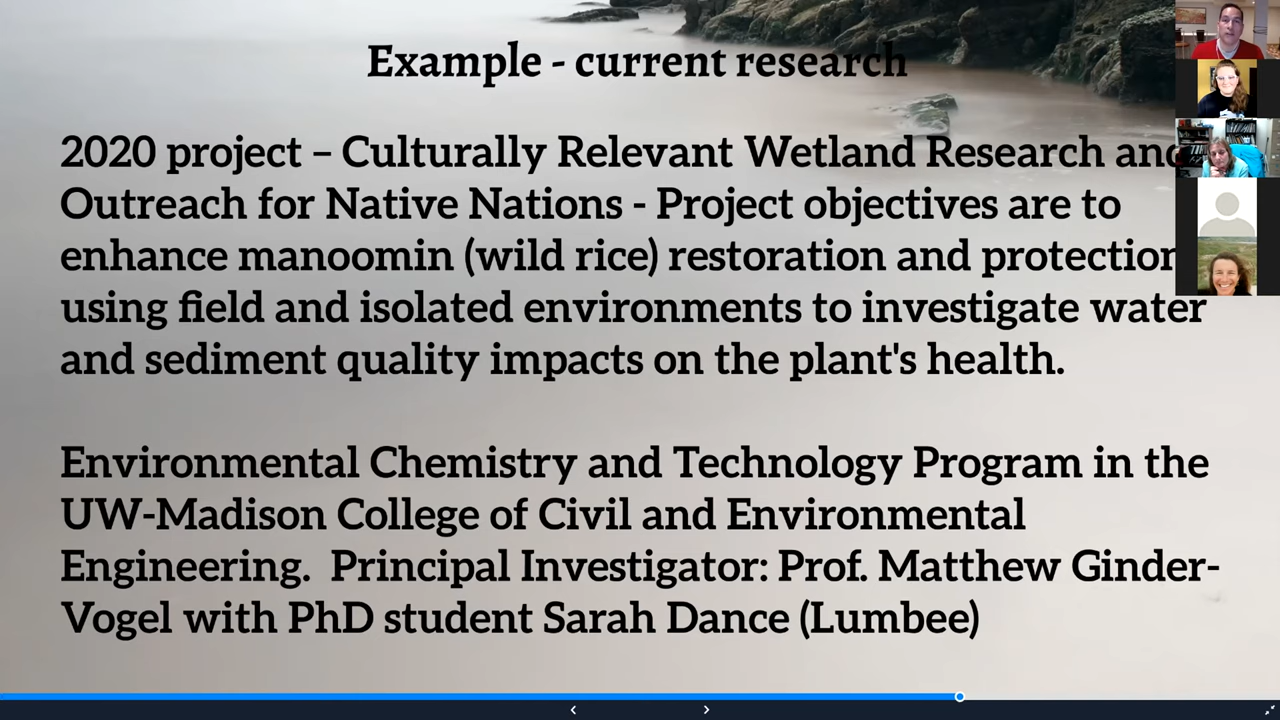 Example - current research
2020 project – Culturally Relevant Wetland Research and
Outreach for Native Nations - Project objectives are to
enhance manoomin (wild rice) restoration and protection
using field and isolated environments to investigate water
and sediment quality impacts on the plant's health.
Environmental Chemistry and Technology Program in the
UW-Madison College of Civil and Environmental
Engineering.  Principal Investigator: Prof. Matthew Ginder-
Vogel with PhD student Sarah Dance (Lumbee)